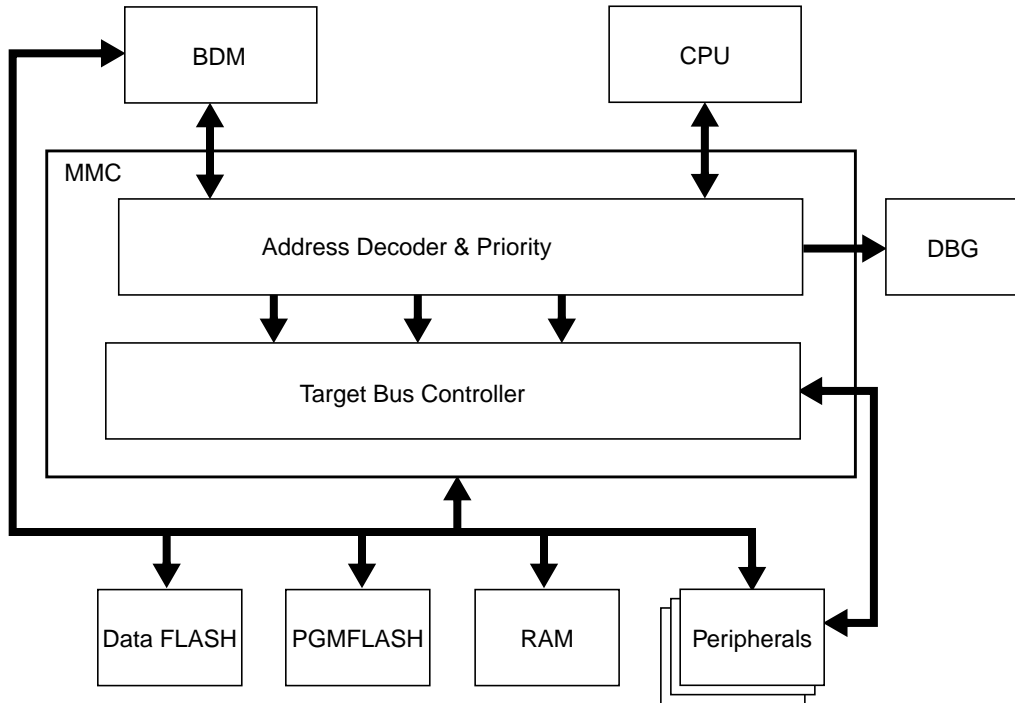 BDM
CPU
MMC
Address Decoder & Priority
DBG
Target Bus Controller
Data FLASH
PGMFLASH
RAM
Peripherals